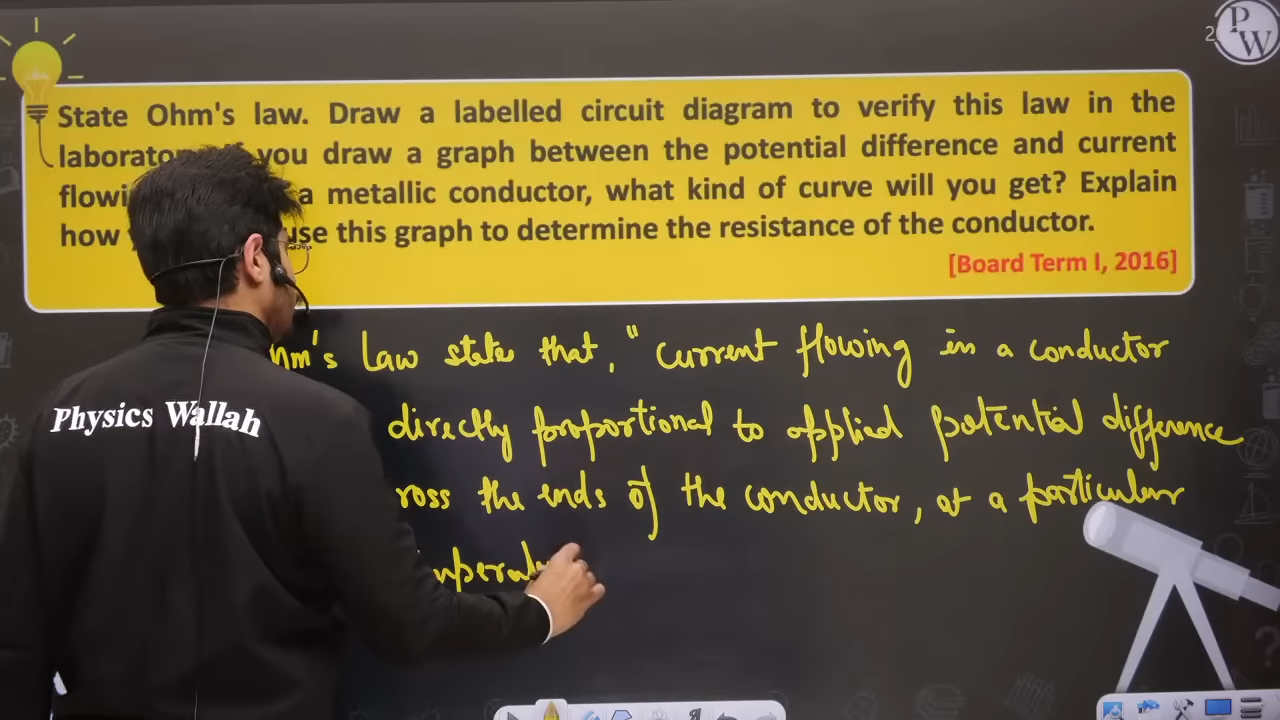 P
W
2
State Ohm's law. Draw a labelled circuit diagram to verify this law in the
you draw a graph between the potential difference and current
a metallic conductor, what kind of curve will you get? Explain
how use this graph to determine the resistance of the conductor.
[Board Term I, 2016]
Law state that, " current flowing in a conductor
directly proportional to applied potential difference
the ends of the conductor, at a particular
Physics Wallah